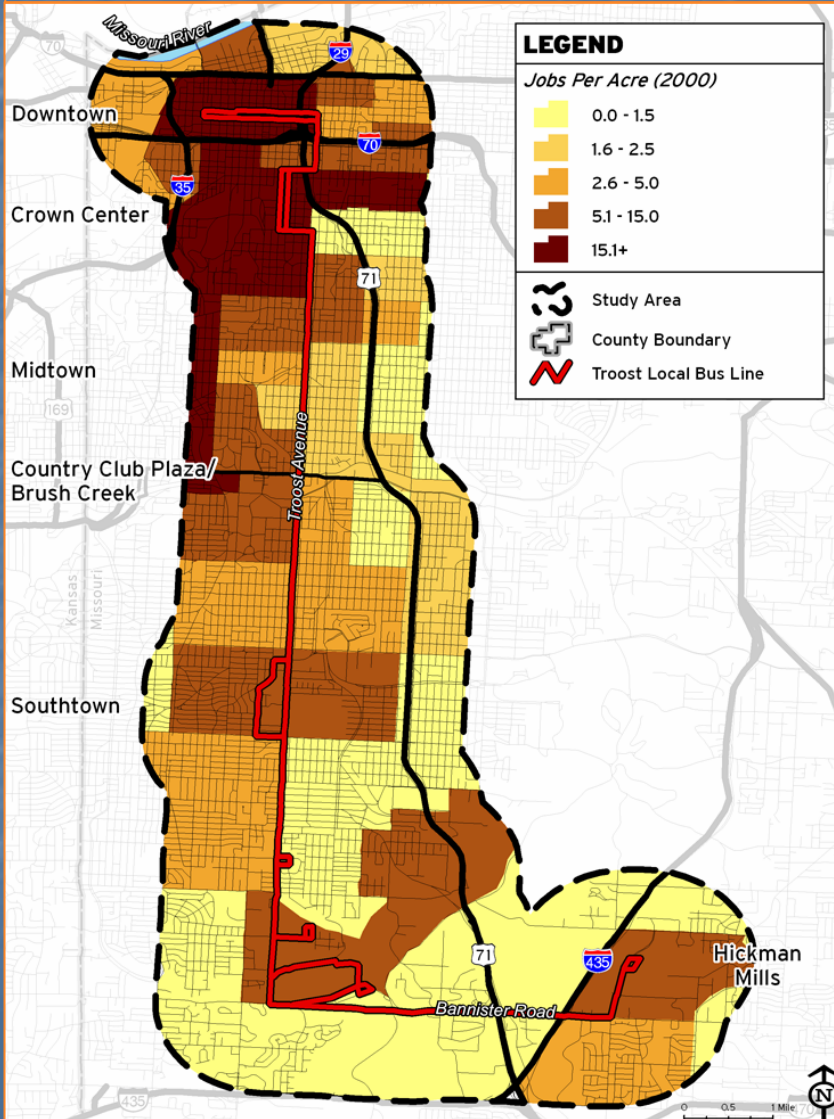 Missouri River
70
29
Downtown
70
35
Crown Center
71
Midtown
169
Troost Avenue
Country Club Plaza/
Brush Creek
Kansas
Missouri
Southtown
71
435
Hickman
Mills
Bannister Road
435
LEGEND
Jobs Per Acre (2000)
0.0 - 1.5
1.6 - 2.5
2.6 - 5.0
5.1 - 15.0
15.1+
Study Area
County Boundary
Troost Local Bus Line
N
0 0.5 1 Mile